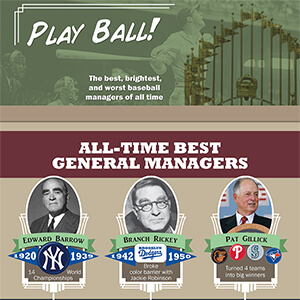 PLAY BALL!
The best, brightest,
and worst baseball
managers of all time
ALL-TIME BEST
GENERAL MANAGERS
EDWARD BARROW
1920 1939
14 World
Championships
BRANCH RICKEY
BROOKLYN
Dodgers
1942 1950
Broke
color barrier with
Jackie Robinson
PAT GILLICK
Turned 4 teams
into big winners